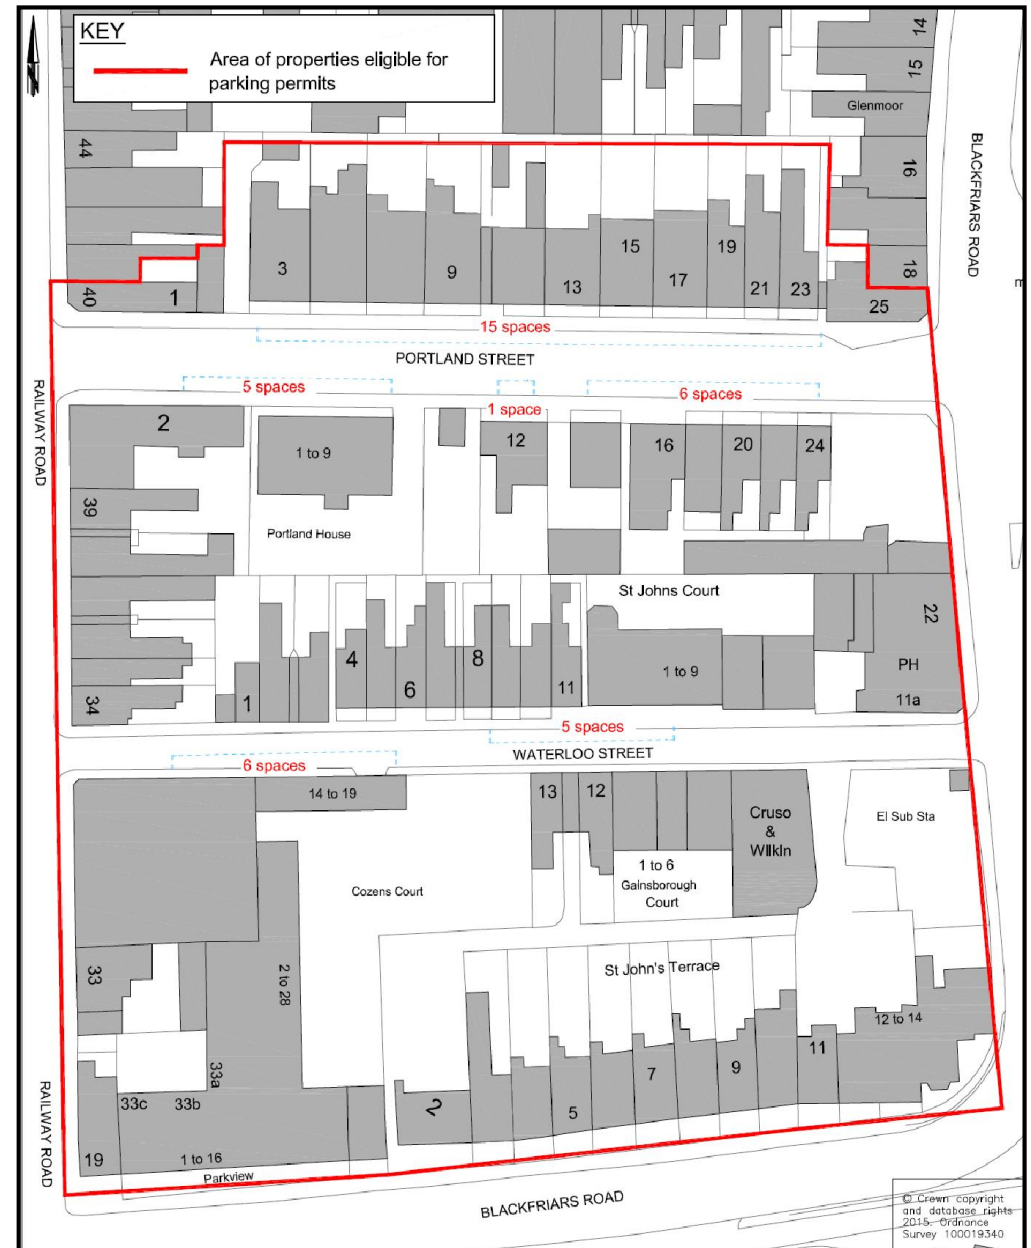 KEY
Area of properties eligible for
parking permits
N
14
15
Glenmoor
44
16
BLACKFRIARS ROAD
3
9
13
15
17
19
21
23
18
40
1
25
15 spaces
PORTLAND STREET
5 spaces
1 space
6 spaces
RAILWAY ROAD
2
1 to 9
12
16
20
24
39
Portland House
St Johns Court
22
PH
11a
34
1
4
6
8
11
1 to 9
5 spaces
WATERLOO STREET
6 spaces
14 to 19
13
12
Cruso
&
Wilkin
El Sub Sta
1 to 6
Gainsborough
Court
Cozens Court
33
2 to 28
St John's Terrace
12 to 14
33a
33c
33b
2
5
7
9
11
RAILWAY ROAD
19
1 to 16
Parkview
BLACKFRIARS ROAD
© Crown copyright
and database rights
2015. Ordnance
Survey 100019340